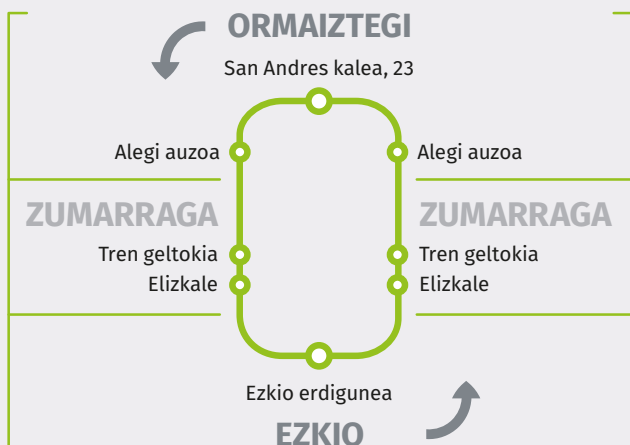 ORMAIZTEGI
San Andres kalea, 23
Alegi auzoa
Alegi auzoa
ZUMARRAGA
ZUMARRAGA
Tren geltokia
Tren geltokia
Elizkale
Elizkale
Ezkio erdigunea
EZKIO